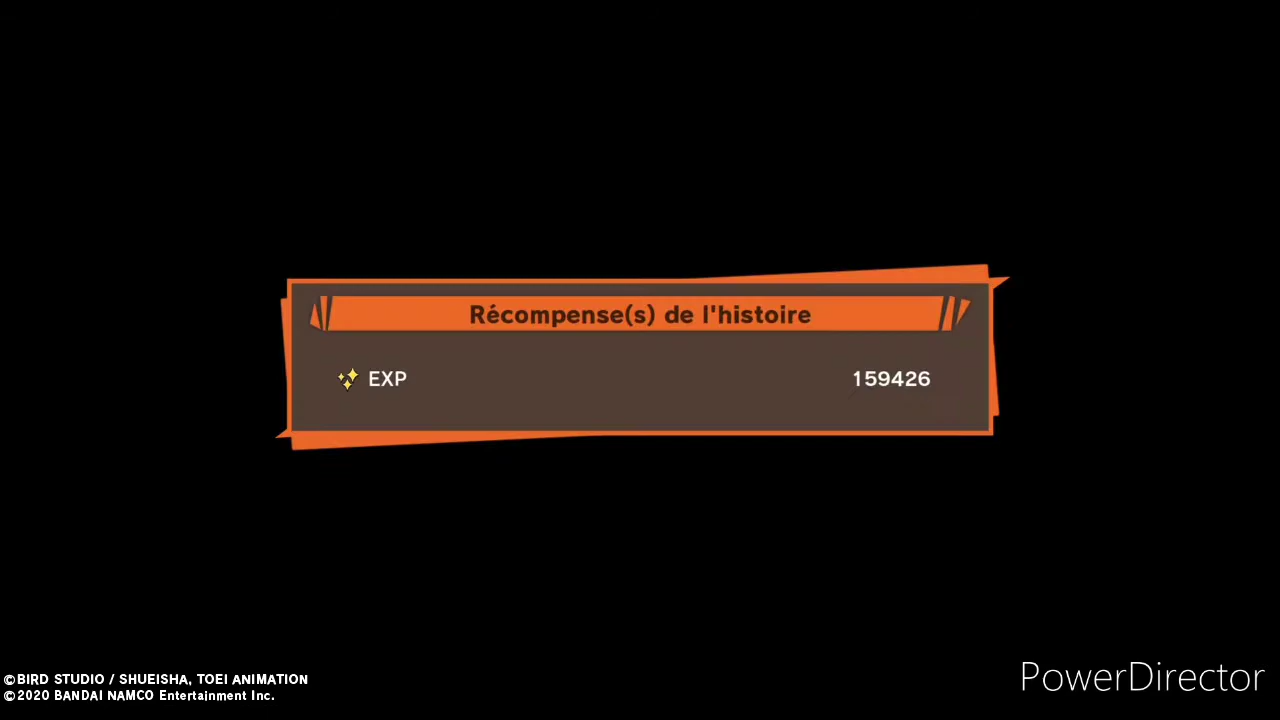 Récompense(s) de l'histoire
EXP 159426
©BIRD STUDIO / SHUEISHA, TOEI ANIMATION
©2020 BANDAI NAMCO Entertainment Inc.
PowerDirector